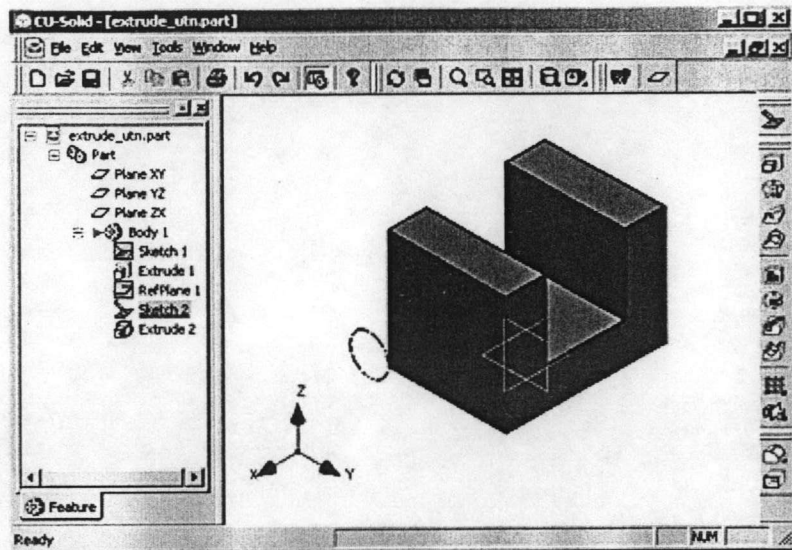 CU-Solid - [extrude_utn.part]
File Edit View Tools Window Help
extrude_utn.part
Part
Plane XY
Plane YZ
Plane ZX
Body 1
Sketch 1
Extrude 1
RefPlane 1
Sketch 2
Extrude 2
Z
X
Y
Feature
Ready
NUM